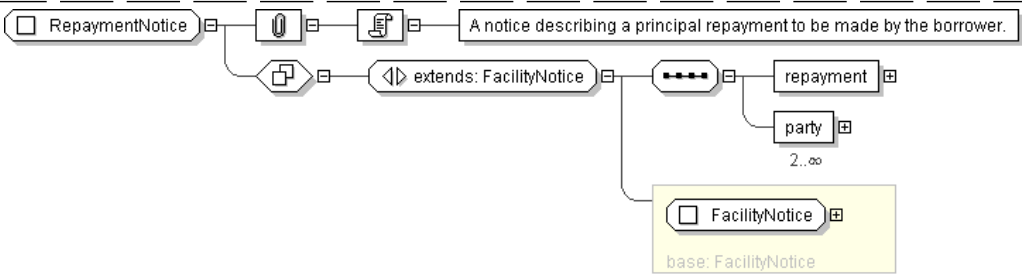 RepaymentNotice
A notice describing a principal repayment to be made by the borrower.
extends: FacilityNotice
repayment
party
2..∞
FacilityNotice
base: FacilityNotice